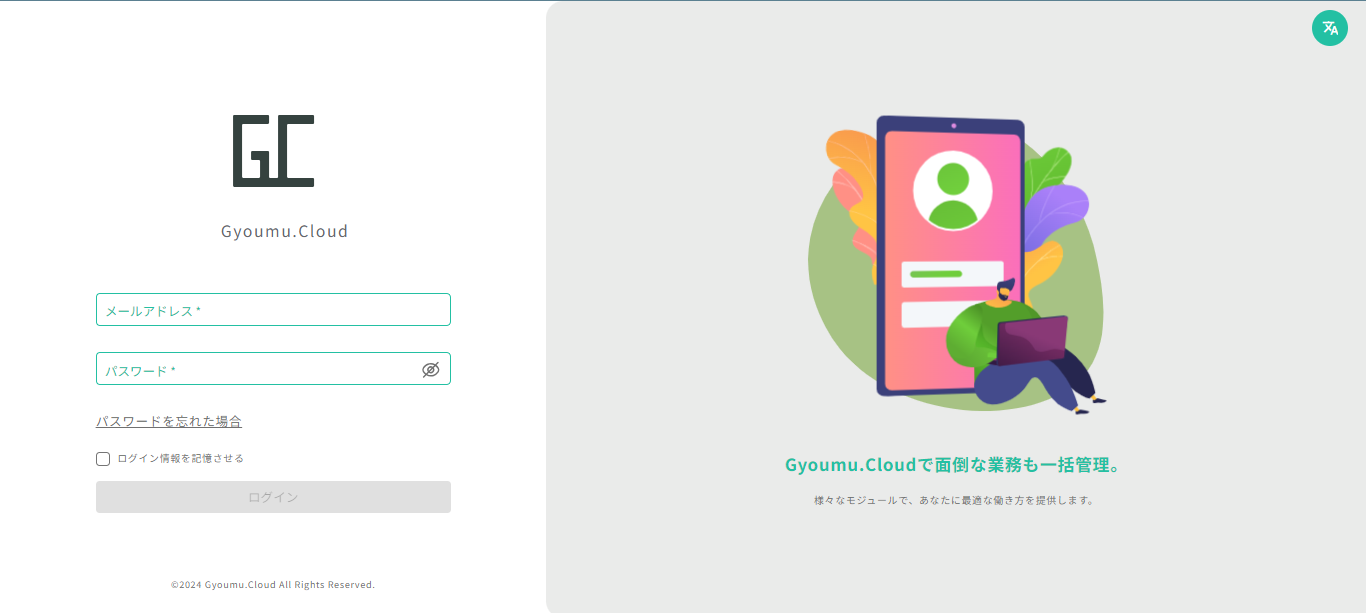 GC
Gyoumu.Cloud
メールアドレス *
パスワード *
パスワードを忘れた場合
ログイン情報を記憶させる
ログイン
©2024 Gyoumu.Cloud All Rights Reserved.
Gyoumu.Cloudで面倒な業務も一括管理。
様々なモジュールで、あなたに最適な働き方を提供します。